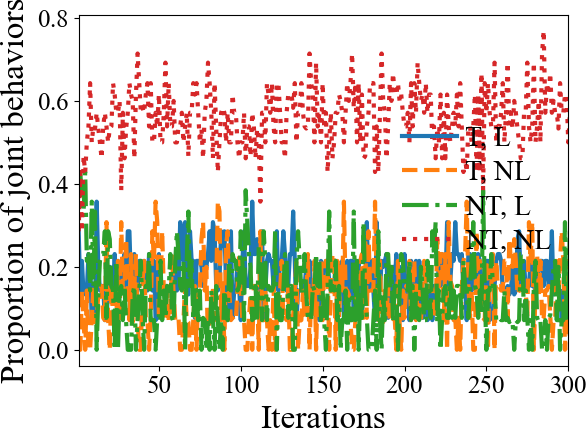 Proportion of joint behaviors
0.8
0.6
0.4
0.2
0.0
T, L
T, NL
NT, L
NT, NL
50
100
150
200
250
300
Iterations